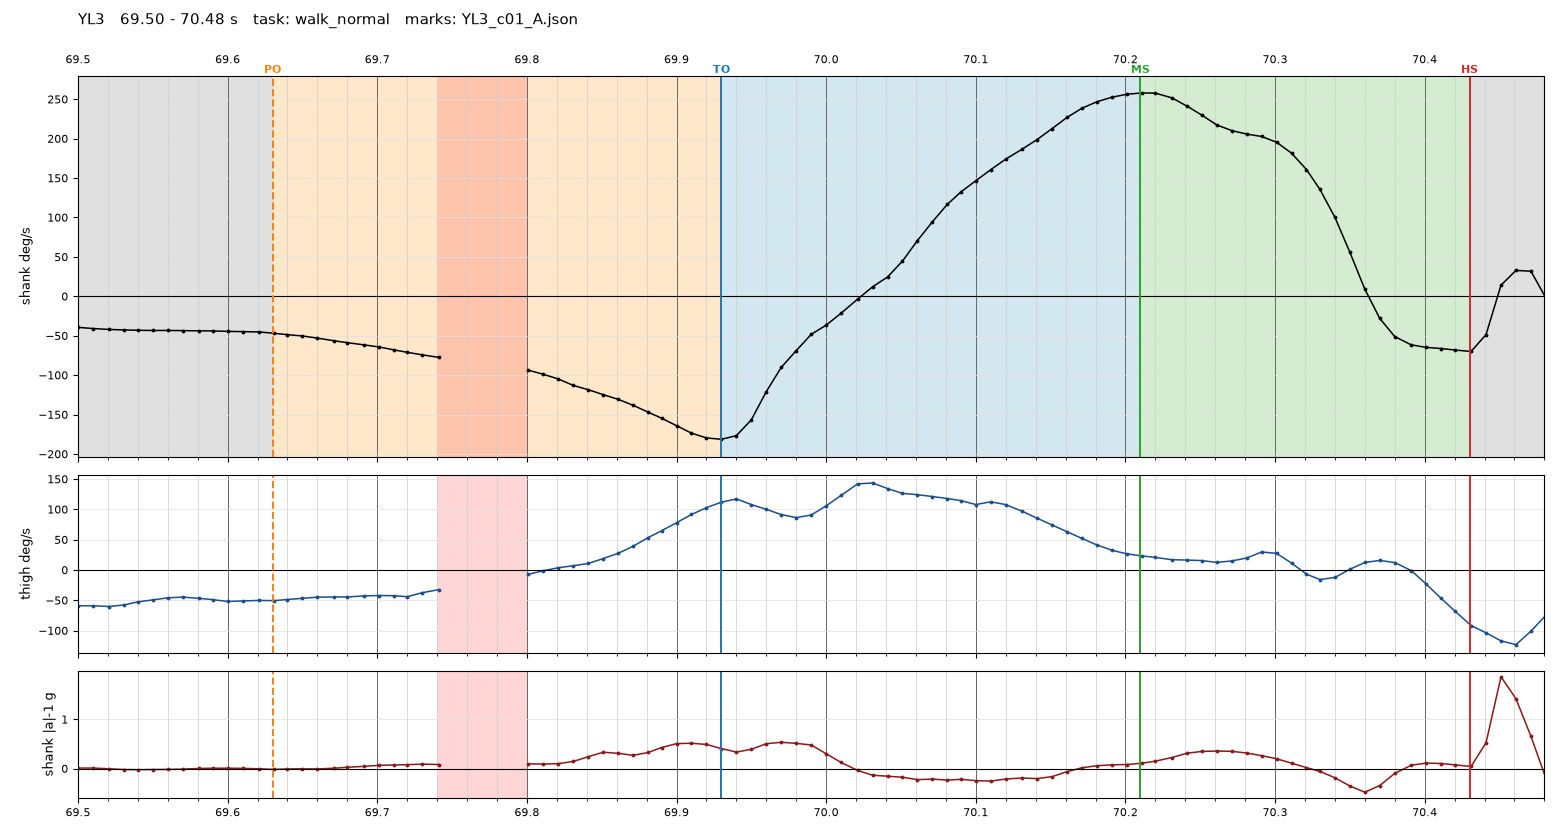 YL3   69.50 - 70.48 s   task: walk_normal   marks: YL3_c01_A.json
69.5 69.6 69.7 69.8 69.9 70.0 70.1 70.2 70.3 70.4
PO TO MS HS
shank deg/s
250
200
150
100
50
0
−50
−100
−150
−200
thigh deg/s
150
100
50
0
−50
−100
shank |a|-1 g
1
0
69.5 69.6 69.7 69.8 69.9 70.0 70.1 70.2 70.3 70.4